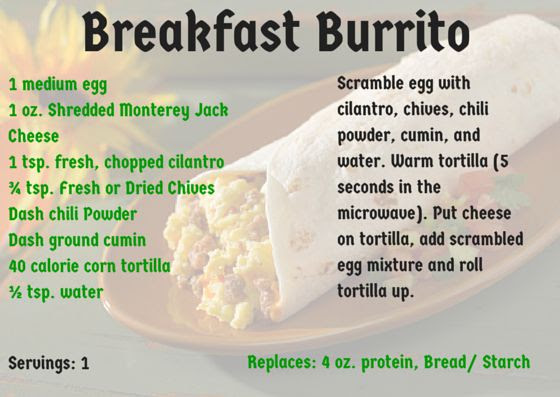 Breakfast Burrito
1 medium egg
1 oz. Shredded Monterey Jack
Cheese
1 tsp. fresh, chopped cilantro
¾ tsp. Fresh or Dried Chives
Dash chili Powder
Dash ground cumin
40 calorie corn tortilla
½ tsp. water
Scramble egg with
cilantro, chives, chili
powder, cumin, and
water. Warm tortilla (5
seconds in the
microwave). Put cheese
on tortilla, add scrambled
egg mixture and roll
tortilla up.
Servings: 1
Replaces: 4 oz. protein, Bread/ Starch